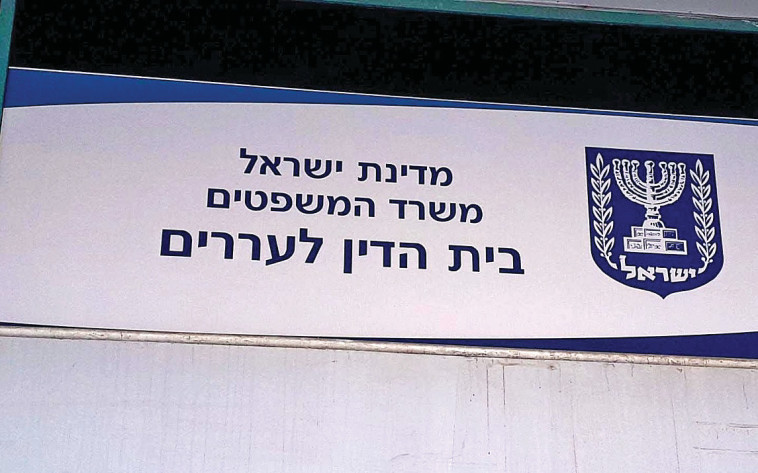 מדינת ישראל
משרד המשפטים
בית הדין לעררים
ישראל